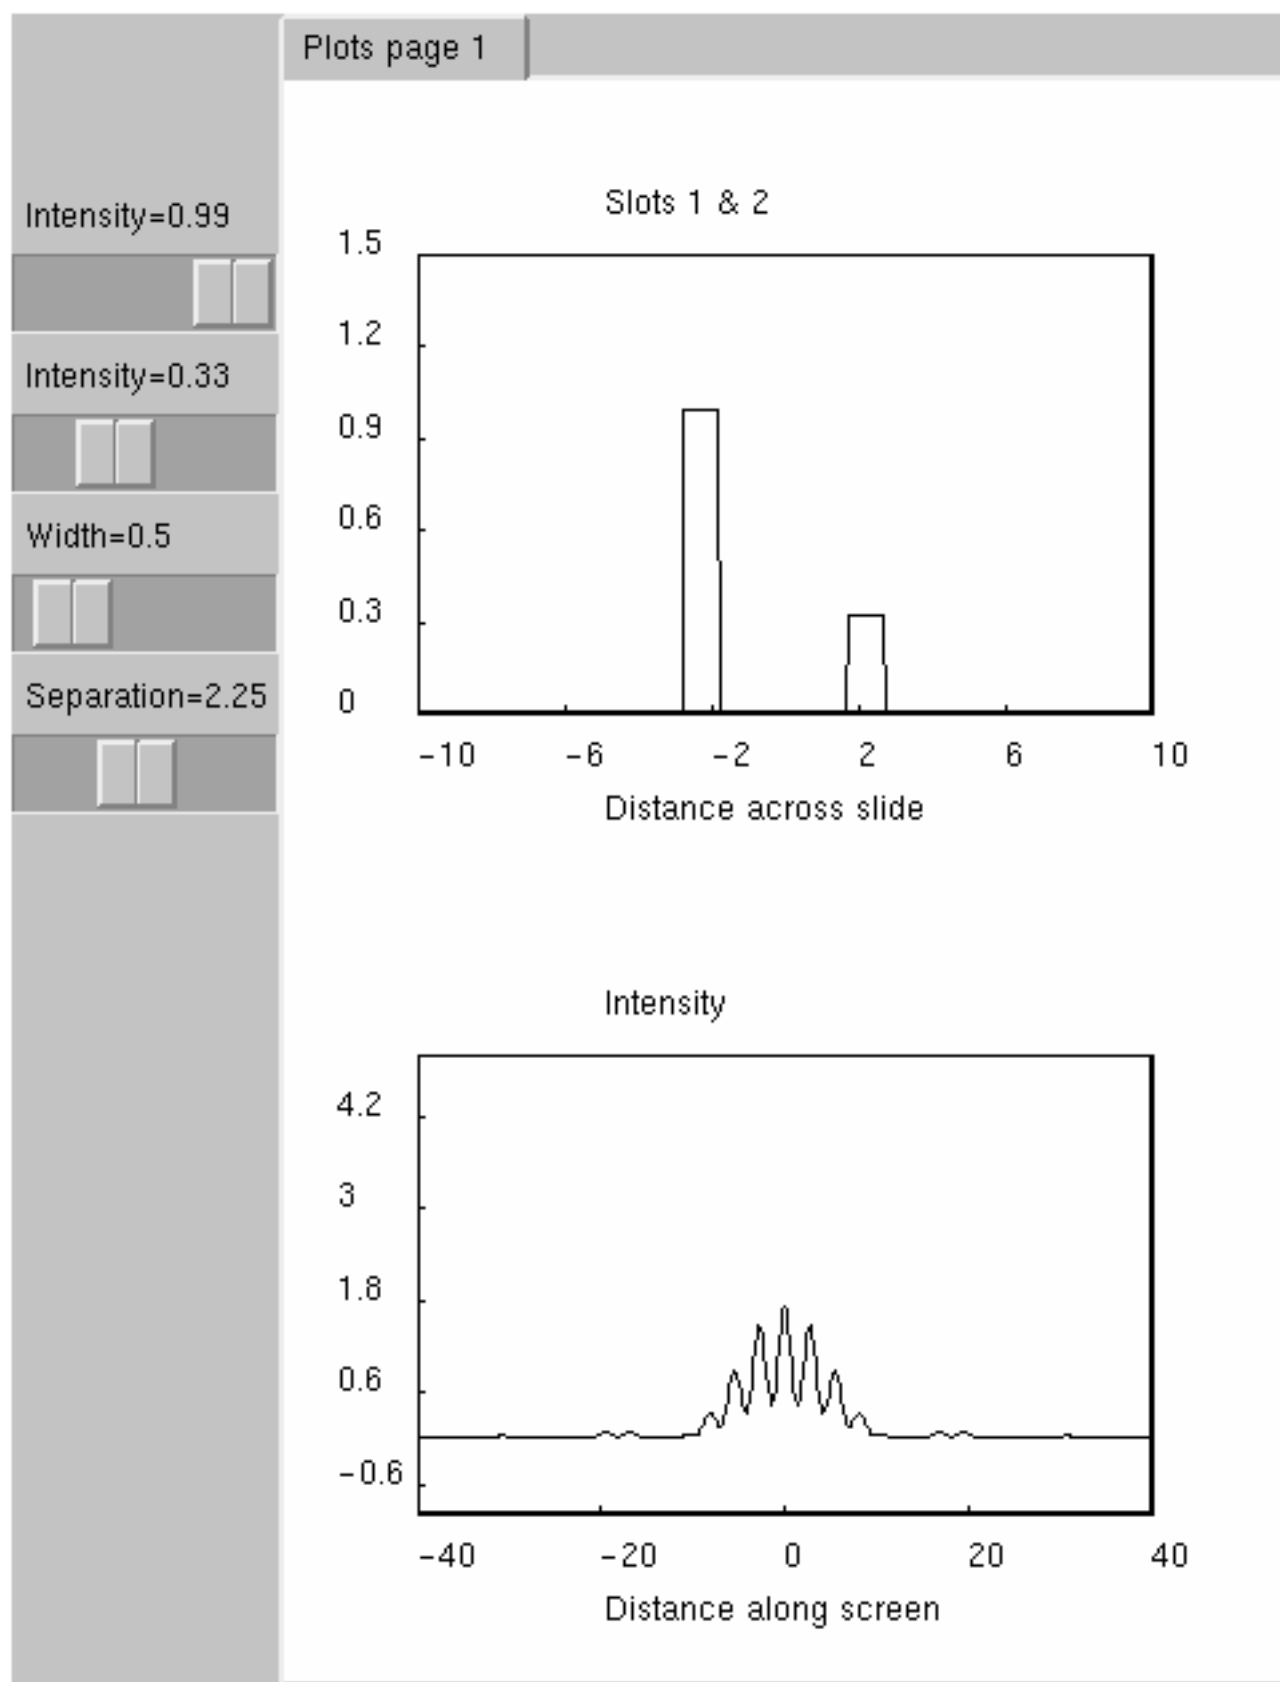 Plots page 1
Intensity=0.99
Intensity=0.33
Width=0.5
Separation=2.25
Slots 1 & 2
1.5
1.2
0.9
0.6
0.3
0
-10 -6 -2 2 6 10
Distance across slide
Intensity
4.2
3
1.8
0.6
-0.6
-40 -20 0 20 40
Distance along screen